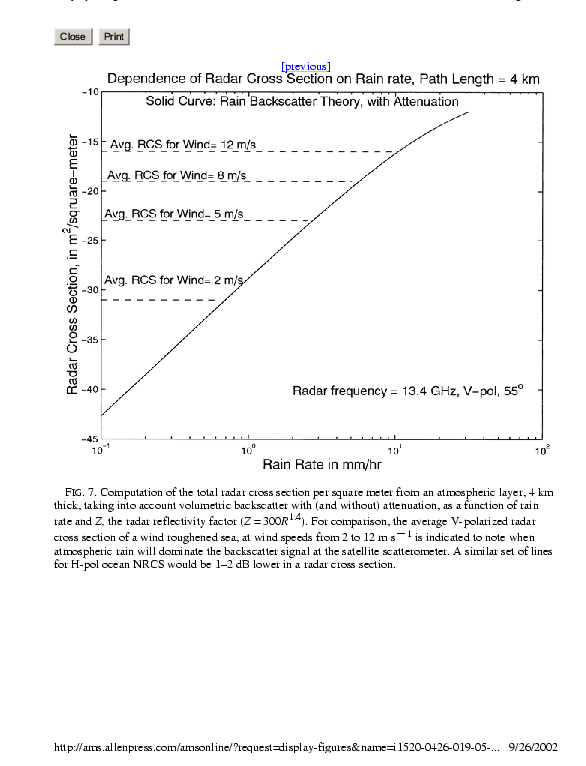 Close Print
[previous]
Dependence of Radar Cross Section on Rain rate, Path Length = 4 km
Solid Curve: Rain Backscatter Theory, with Attenuation
Radar Cross Section, in m²/sqruare-meter
-10
-15
-20
-25
-30
-35
-40
-45
Avg. RCS for Wind= 12 m/s
Avg. RCS for Wind= 8 m/s
Avg. RCS for Wind= 5 m/s
Avg. RCS for Wind= 2 m/s
Radar frequency = 13.4 GHz, V-pol, 55°
10⁻¹ 10⁰ 10¹ 10²
Rain Rate in mm/hr
FIG. 7. Computation of the total radar cross section per square meter from an atmospheric layer, 4 km
thick, taking into account volumetric backscatter with (and without) attenuation, as a function of rain
rate and Z, the radar reflectivity factor (Z = 300R¹·⁴). For comparison, the average V-polarized radar
cross section of a wind roughened sea, at wind speeds from 2 to 12 m s⁻¹ is indicated to note when
atmospheric rain will dominate the backscatter signal at the satellite scatterometer. A similar set of lines
for H-pol ocean NRCS would be 1–2 dB lower in a radar cross section.
http://ams.allenpress.com/amsonline/?request=display-figures&name=i1520-0426-019-05-... 9/26/2002